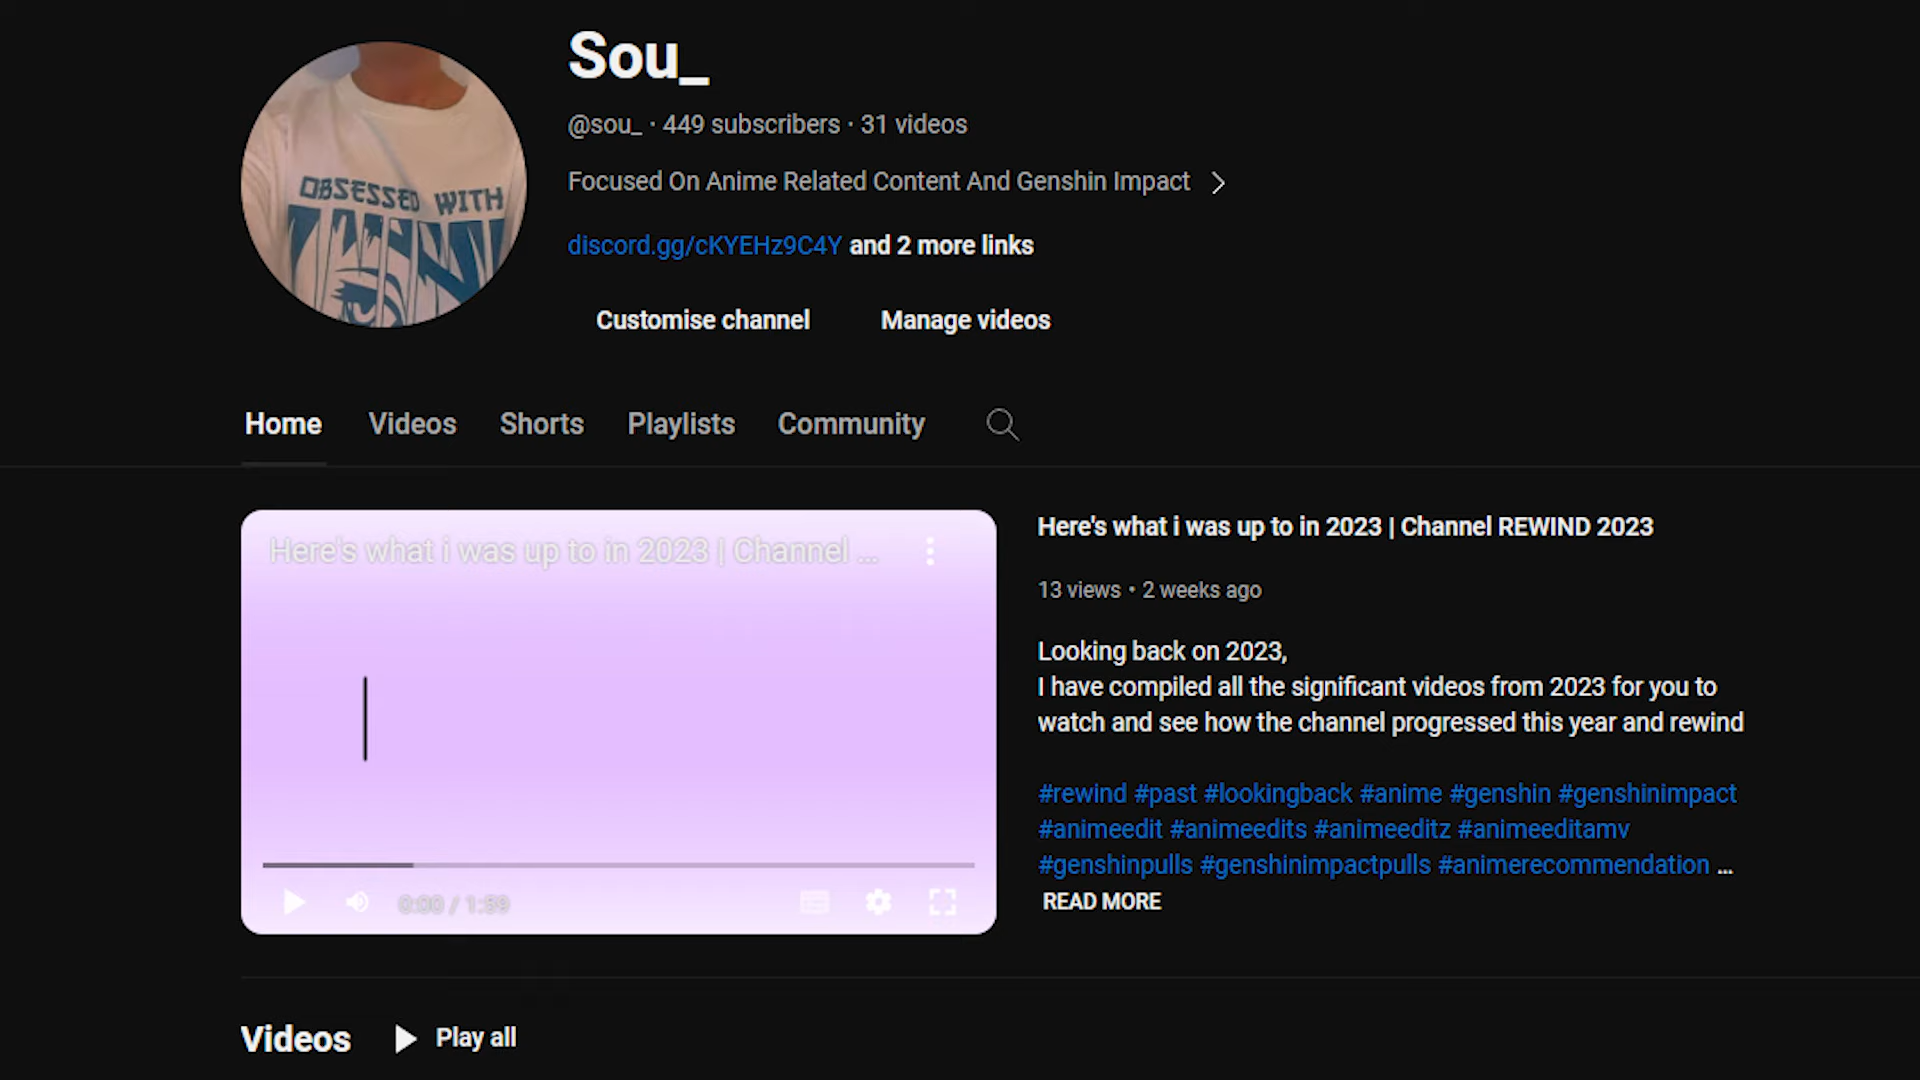 Sou_
@sou_ · 449 subscribers · 31 videos
Focused On Anime Related Content And Genshin Impact
discord.gg/cKYEHz9C4Y and 2 more links
Customise channel Manage videos
OBSESSED WITH
Home Videos Shorts Playlists Community
Here's what i was up to in 2023 | Channel ...
0:00 / 1:59
Here's what i was up to in 2023 | Channel REWIND 2023
13 views • 2 weeks ago
Looking back on 2023,
I have compiled all the significant videos from 2023 for you to
watch and see how the channel progressed this year and rewind
#rewind #past #lookingback #anime #genshin #genshinimpact
#animeedit #animeedits #animeeditz #animeeditamv
#genshinpulls #genshinimpactpulls #animerecommendation ...
READ MORE
Videos Play all